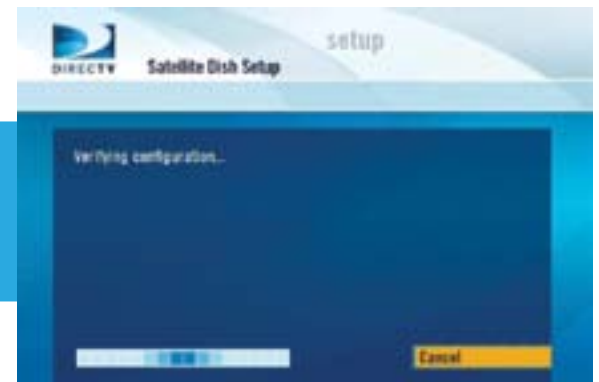 setup
DIRECTV
Satellite Dish Setup
Verifying configuration...
Cancel